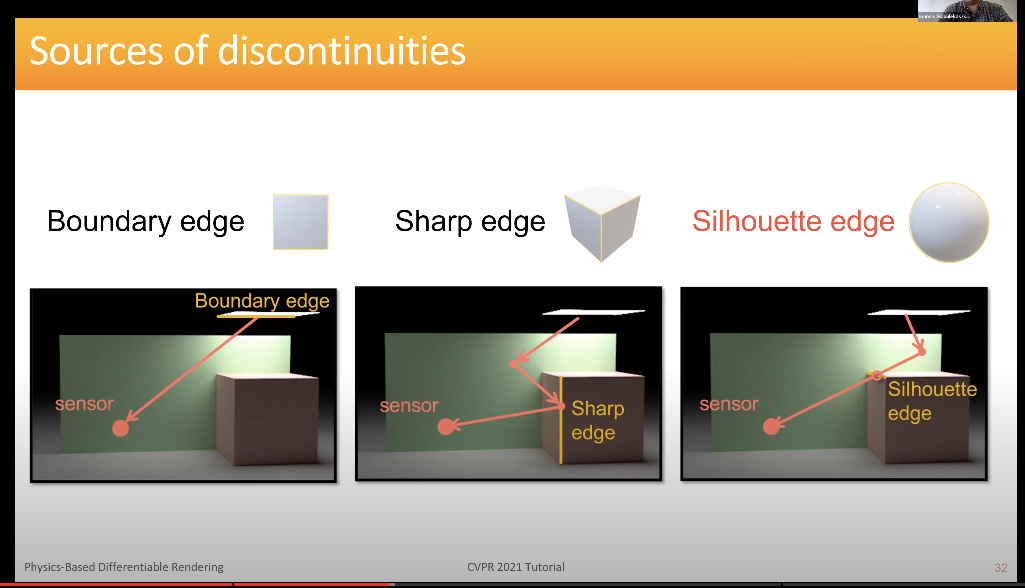 Sources of discontinuities
Boundary edge
Sharp edge
Silhouette edge
Boundary edge
sensor
sensor
Sharp
edge
sensor
Silhouette
edge
Physics-Based Differentiable Rendering
CVPR 2021 Tutorial
32